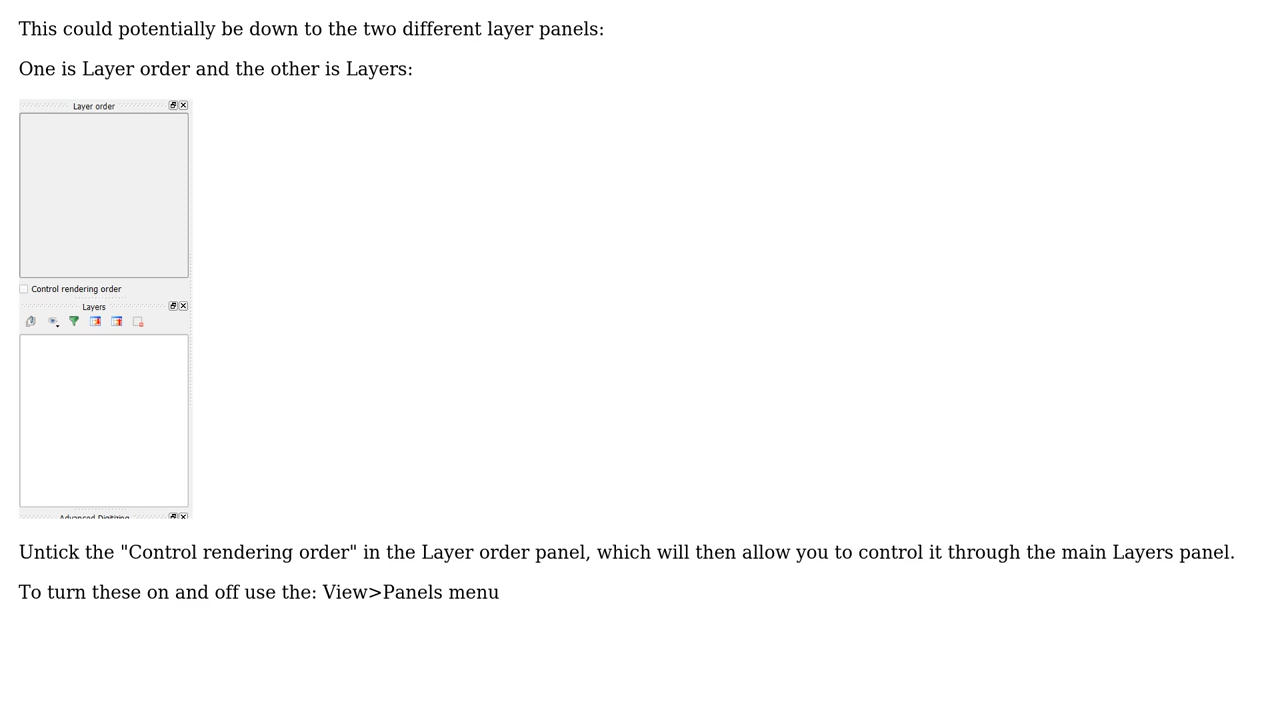 This could potentially be down to the two different layer panels:
One is Layer order and the other is Layers:
Layer order
Control rendering order
Layers
Advanced Digitizing
Untick the "Control rendering order" in the Layer order panel, which will then allow you to control it through the main Layers panel.
To turn these on and off use the: View>Panels menu